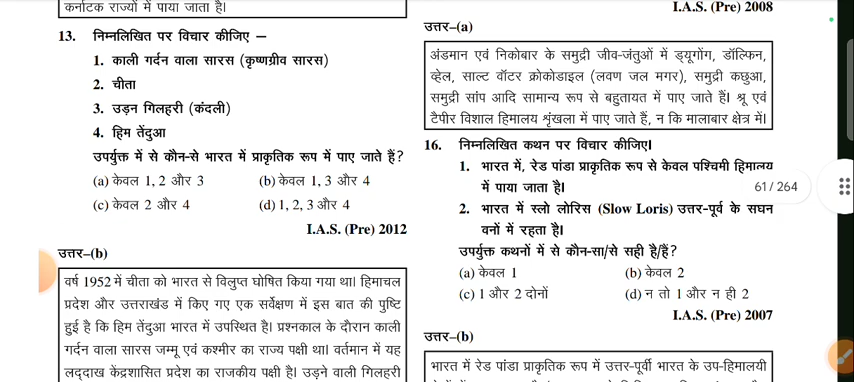 कर्नाटक राज्यों में पाया जाता है।
13. निम्नलिखित पर विचार कीजिए –
1. काली गर्दन वाला सारस (कृष्णग्रीव सारस)
2. चीता
3. उड़न गिलहरी (कंदली)
4. हिम तेंदुआ
उपर्युक्त में से कौन-से भारत में प्राकृतिक रूप में पाए जाते हैं?
(a) केवल 1, 2 और 3 (b) केवल 1, 3 और 4
(c) केवल 2 और 4 (d) 1, 2, 3 और 4
I.A.S. (Pre) 2012
उत्तर–(b)
वर्ष 1952 में चीता को भारत से विलुप्त घोषित किया गया था। हिमाचल
प्रदेश और उत्तराखंड में किए गए एक सर्वेक्षण में इस बात की पुष्टि
हुई है कि हिम तेंदुआ भारत में उपस्थित है। प्रश्नकाल के दौरान काली
गर्दन वाला सारस जम्मू एवं कश्मीर का राज्य पक्षी था। वर्तमान में यह
लद्दाख केंद्रशासित प्रदेश का राजकीय पक्षी है। उड़ने वाली गिलहरी
I.A.S. (Pre) 2008
उत्तर–(a)
अंडमान एवं निकोबार के समुद्री जीव-जंतुओं में ड्यूगोंग, डॉल्फिन,
व्हेल, साल्ट वॉटर क्रोकोडाइल (लवण जल मगर), समुद्री कछुआ,
समुद्री सांप आदि सामान्य रूप से बहुतायत में पाए जाते हैं। श्रू एवं
टैपीर विशाल हिमालय शृंखला में पाए जाते हैं, न कि मालाबार क्षेत्र में।
16. निम्नलिखित कथन पर विचार कीजिए।
1. भारत में, रेड पांडा प्राकृतिक रूप से केवल पश्चिमी हिमालय
में पाया जाता है।
61 / 264
2. भारत में स्लो लोरिस (Slow Loris) उत्तर-पूर्व के सघन
वनों में रहता है।
उपर्युक्त कथनों में से कौन-सा/से सही है/हैं?
(a) केवल 1 (b) केवल 2
(c) 1 और 2 दोनों (d) न तो 1 और न ही 2
I.A.S. (Pre) 2007
उत्तर–(b)
भारत में रेड पांडा प्राकृतिक रूप में उत्तर-पूर्वी भारत के उप-हिमालयी